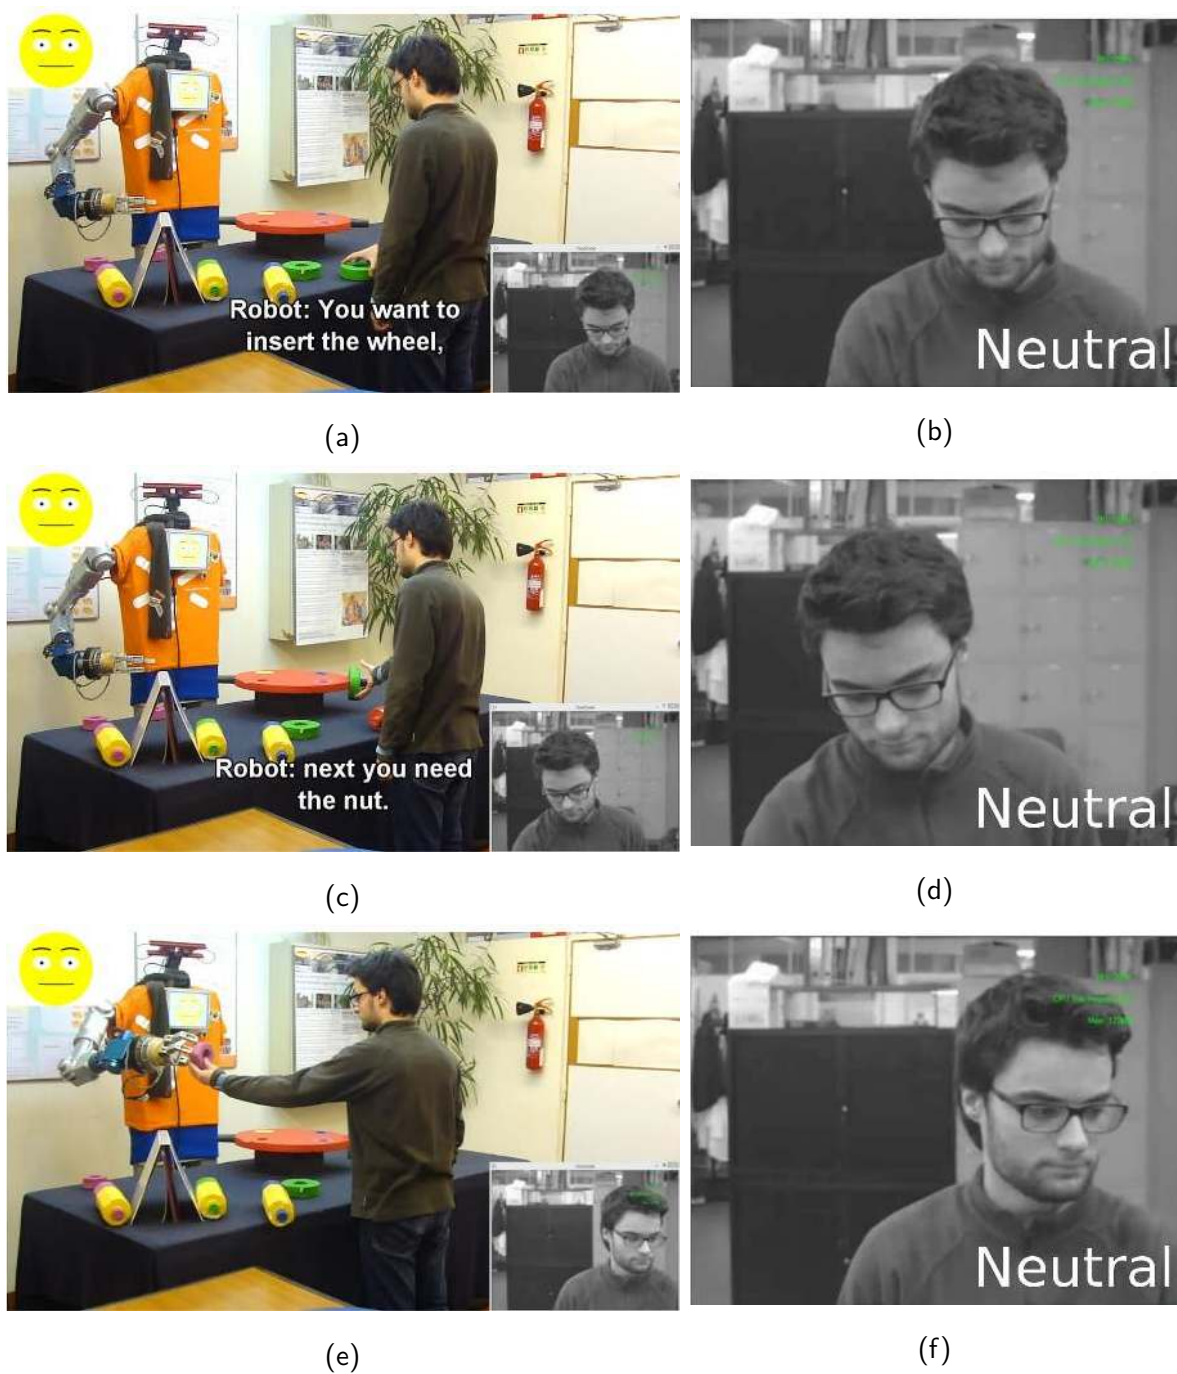 Robot: You want to
insert the wheel,
Neutral
(a)
(b)
Robot: next you need
the nut.
Neutral
(c)
(d)
Neutral
(e)
(f)